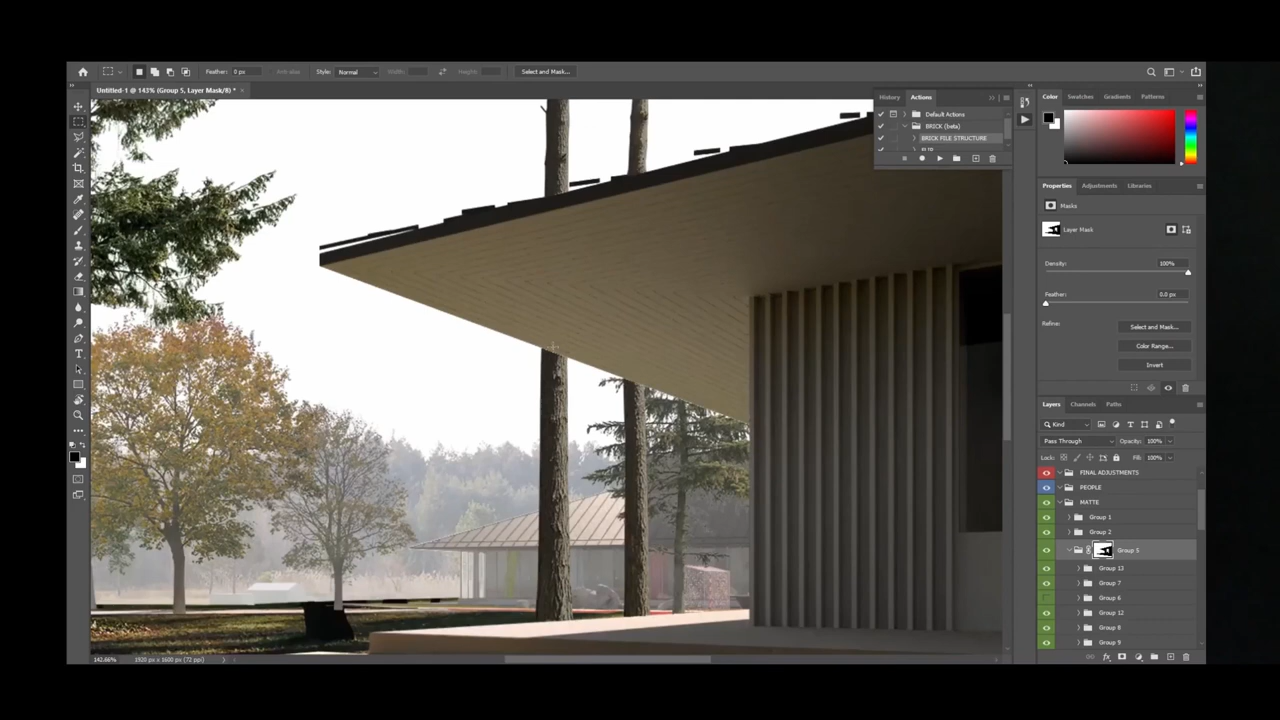 Feather: 0 px Anti-alias Style: Normal Width: Height: Select and Mask...
Untitled-1 @ 143% (Group 5, Layer Mask/8) * ×
History Actions
Default Actions
BRICK (beta)
BRICK FILE STRUCTURE
Color Swatches Gradients Patterns
Properties Adjustments Libraries
Masks
Layer Mask
Density: 100%
Feather: 0.0 px
Refine: Select and Mask...
Color Range...
Invert
Layers Channels Paths
Kind
Pass Through Opacity: 100%
Lock: Fill: 100%
FINAL ADJUSTMENTS
PEOPLE
MATTE
Group 1
Group 2
Group 5
Group 13
Group 7
Group 6
Group 12
Group 8
Group 9
142.66% 1920 px x 1600 px (72 ppi)